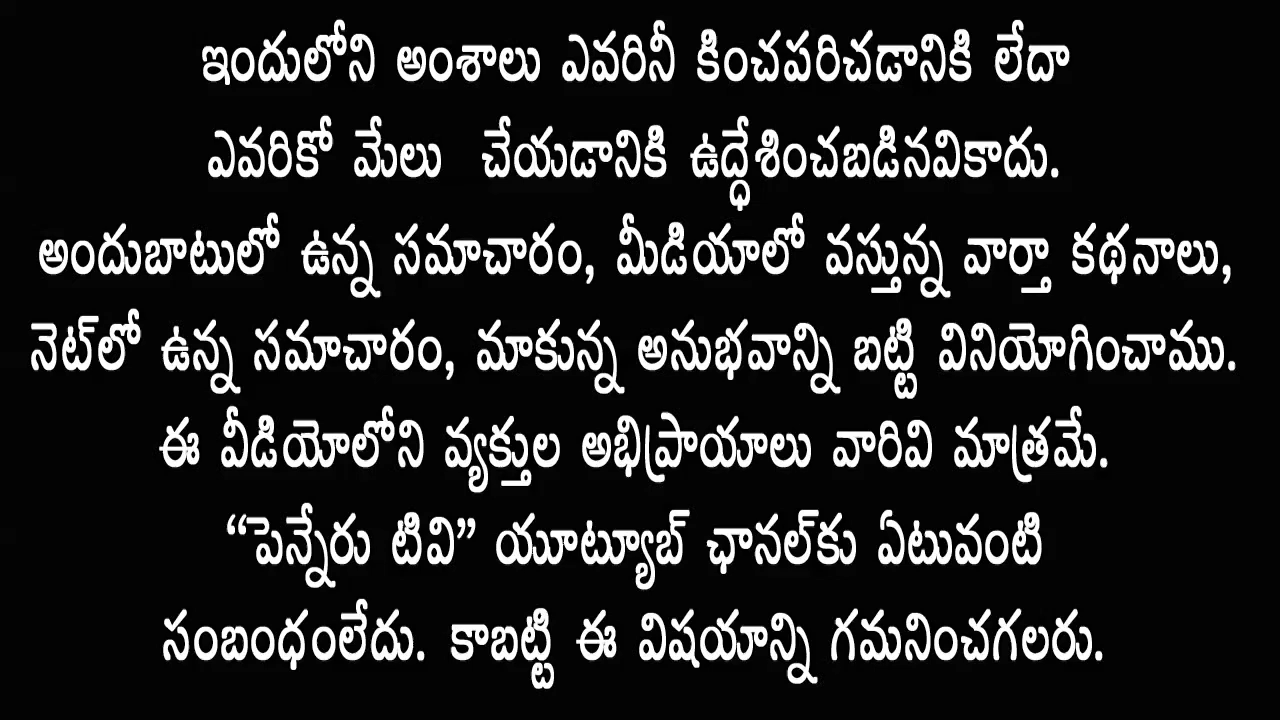 ఇందులోని అంశాలు ఎవరినీ కించపరిచడానికి లేదా
ఎవరికో మేలు చేయడానికి ఉద్ధేశించబడినవికాదు.
అందుబాటులో ఉన్న సమాచారం, మీడియాలో వస్తున్న వార్తా కథనాలు,
నెట్‌లో ఉన్న సమాచారం, మాకున్న అనుభవాన్ని బట్టి వినియోగించాము.
ఈ వీడియోలోని వ్యక్తుల అభిప్రాయాలు వారివి మాత్రమే.
“పెన్నేరు టివి” యూట్యూబ్ ఛానల్‌కు ఏటువంటి
సంబంధంలేదు. కాబట్టి ఈ విషయాన్ని గమనించగలరు.